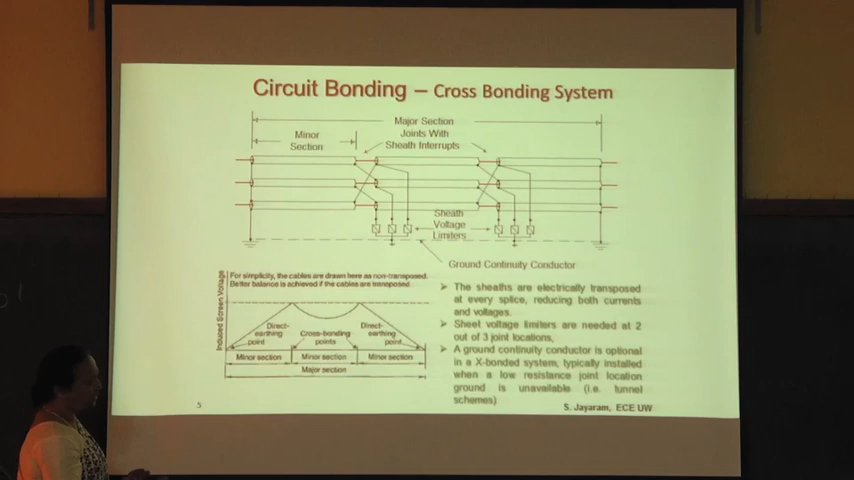 Circuit Bonding – Cross Bonding System
Major Section
Joints With
Sheath Interrupts
Minor
Section
Sheath
Voltage
Limiters
Ground Continuity Conductor
For simplicity, the cables are drawn here as non-transposed.
Better balance is achieved if the cables are transposed.
Induced Screen Voltage
Direct-
earthing
point
Cross-bonding
points
Direct-
earthing
point
Minor section
Minor section
Minor section
Major section
➤ The sheaths are electrically transposed
at every splice, reducing both currents
and voltages.
➤ Sheet voltage limiters are needed at 2
out of 3 joint locations,
➤ A ground continuity conductor is optional
in a X-bonded system, typically installed
when a low resistance joint location
ground is unavailable (i.e. tunnel
schemes)
5
S. Jayaram, ECE UW